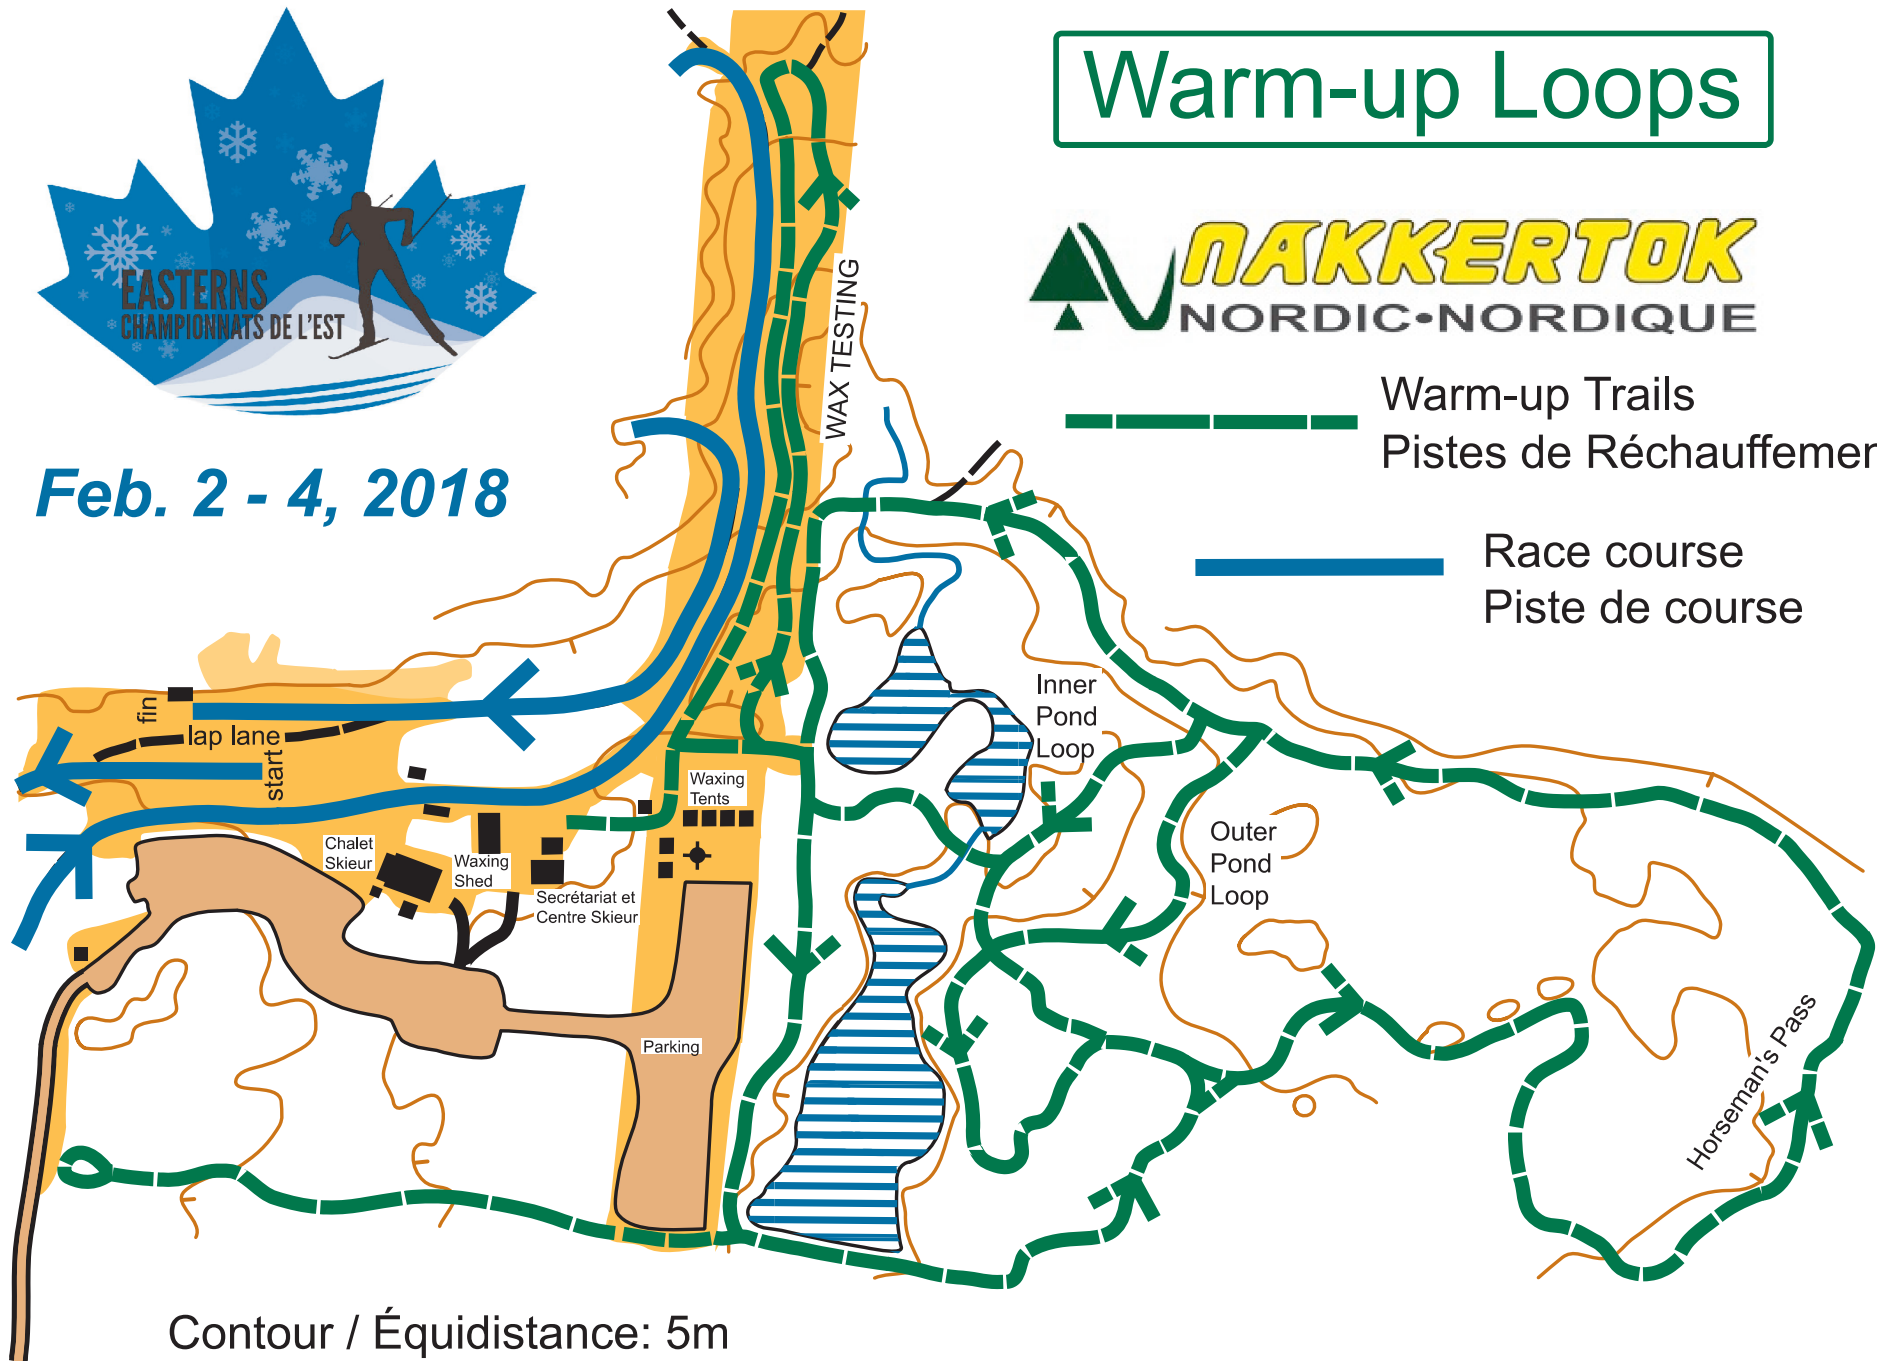 Warm-up Loops
EASTERNS
CHAMPIONNATS DE L'EST
Feb. 2 - 4, 2018
NAKKERTOK
NORDIC•NORDIQUE
Warm-up Trails
Pistes de Réchauffemer
Race course
Piste de course
WAX TESTING
Inner
Pond
Loop
Outer
Pond
Loop
fin
lap lane
start
Waxing
Tents
Chalet
Skieur
Waxing
Shed
Secrétariat et
Centre Skieur
Parking
Horseman's Pass
Contour / Équidistance: 5m